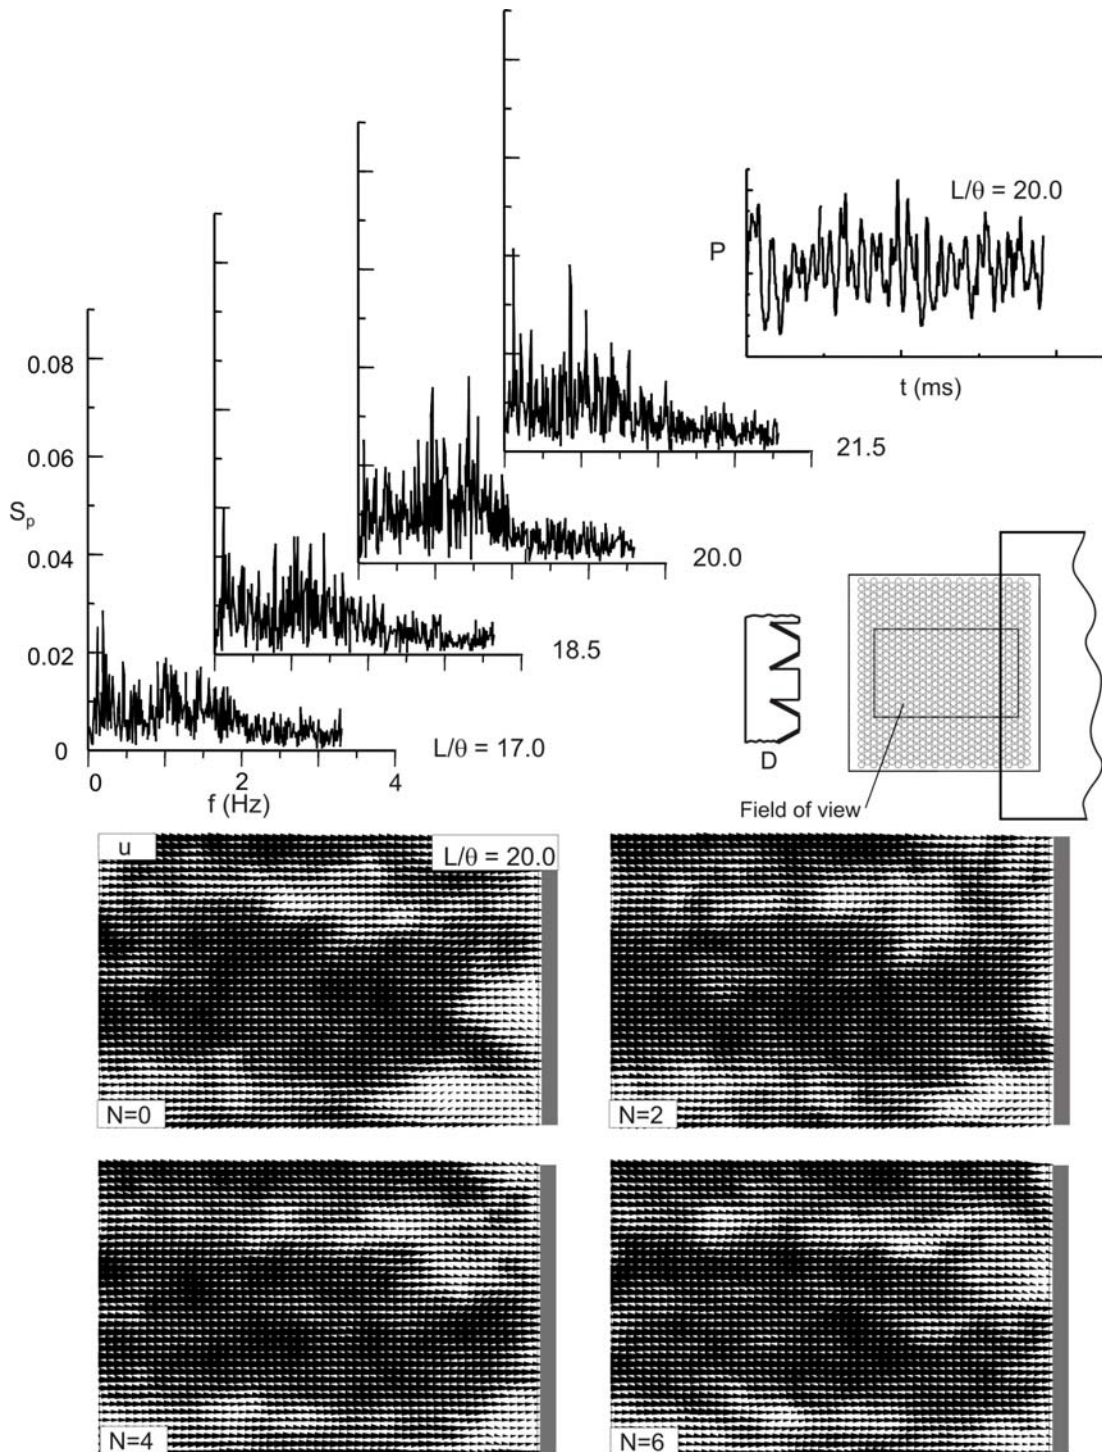 L/θ = 20.0
P
t (ms)
0.08
0.06
0.04
0.02
0
Sp
0
2
4
f (Hz)
L/θ = 17.0
18.5
20.0
21.5
D
Field of view
u
L/θ = 20.0
N=0
N=2
N=4
N=6